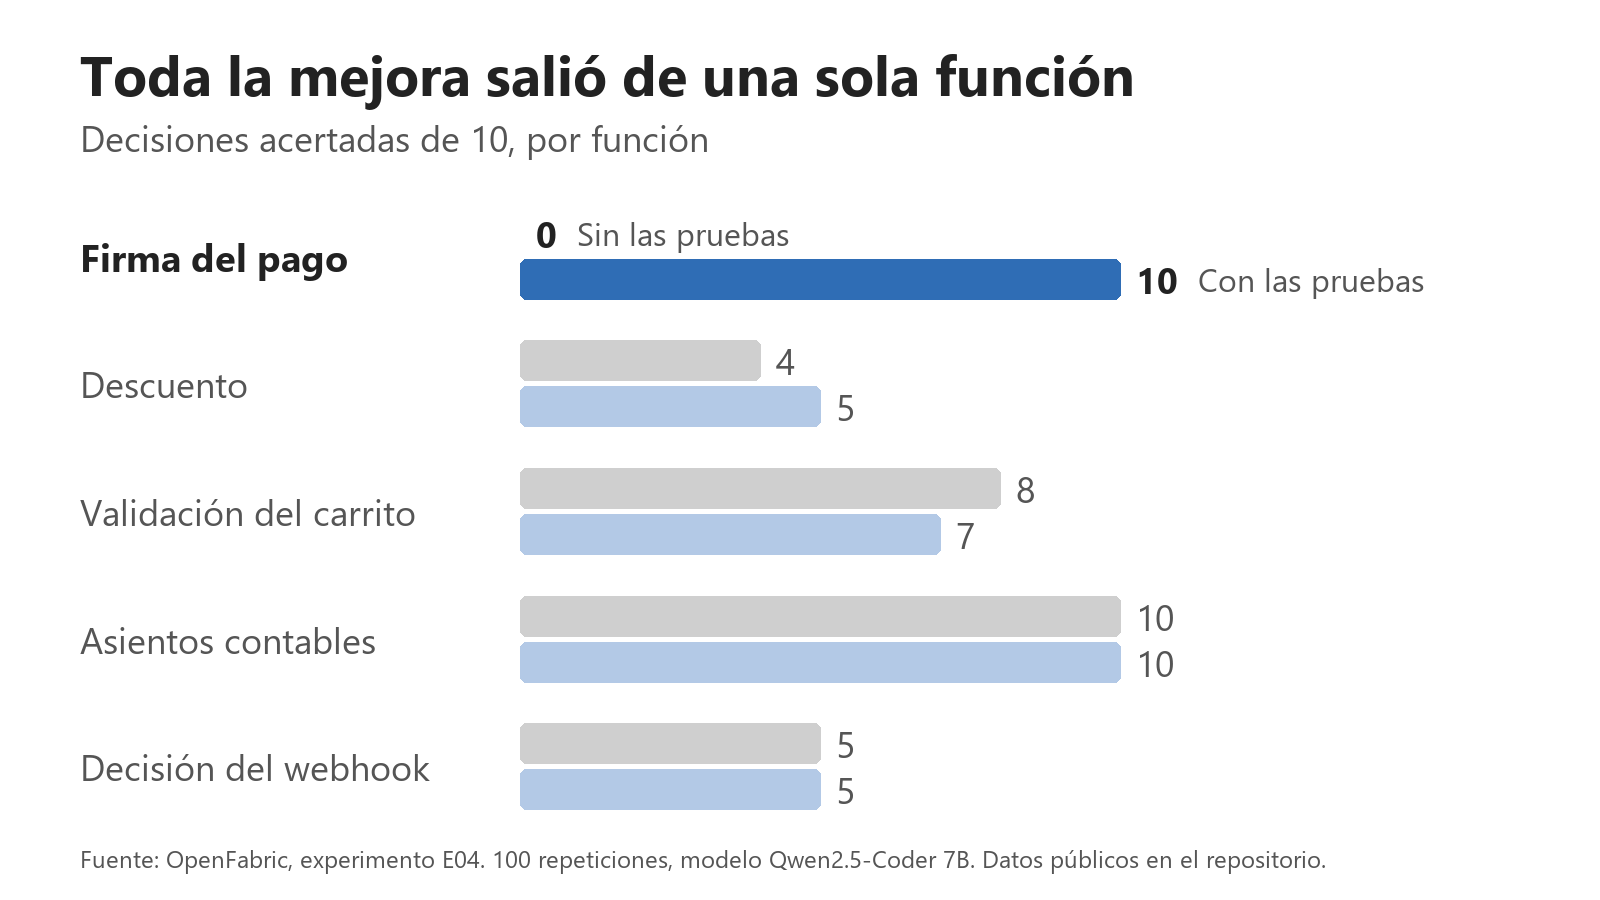 Toda la mejora salió de una sola función
Decisiones acertadas de 10, por función
0 Sin las pruebas
Firma del pago
10 Con las pruebas
4
Descuento
5
8
Validación del carrito
7
10
Asientos contables
10
5
Decisión del webhook
5
Fuente: OpenFabric, experimento E04. 100 repeticiones, modelo Qwen2.5-Coder 7B. Datos públicos en el repositorio.